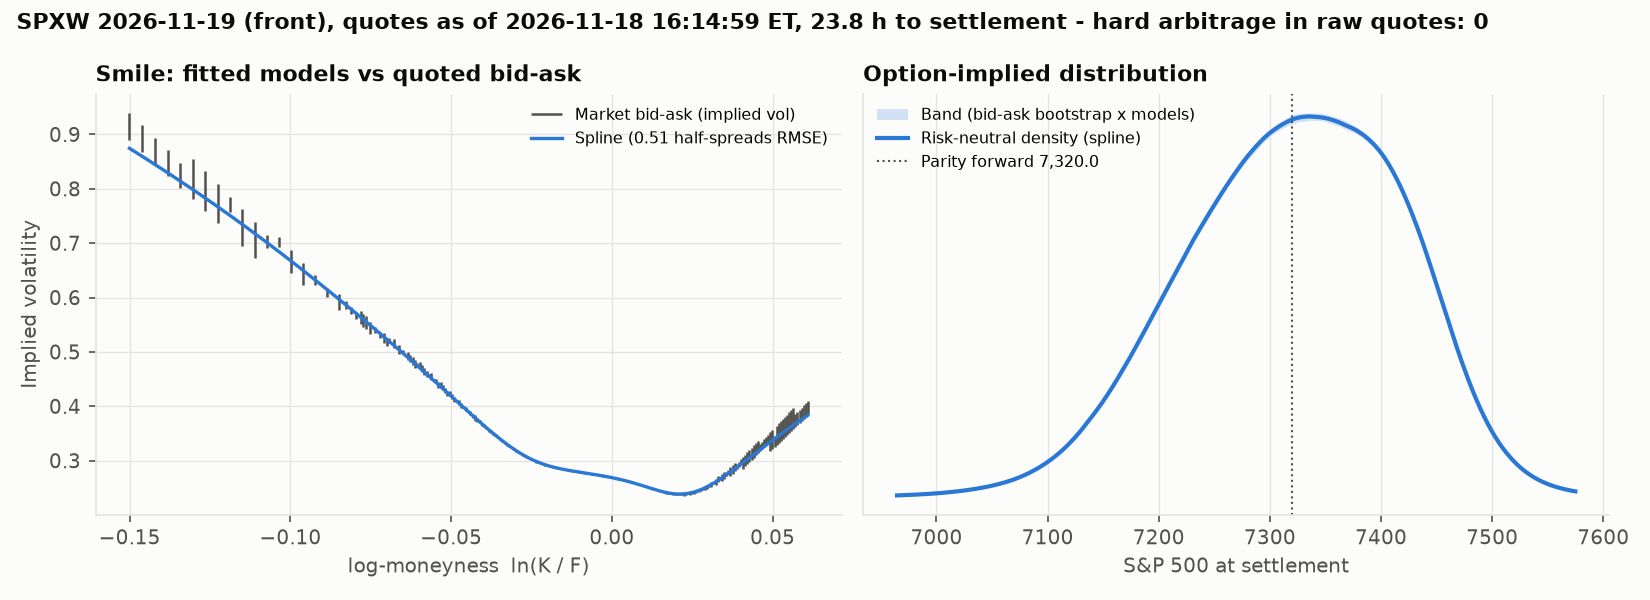 SPXW 2026-11-19 (front), quotes as of 2026-11-18 16:14:59 ET, 23.8 h to settlement - hard arbitrage in raw quotes: 0
Smile: fitted models vs quoted bid-ask
Market bid-ask (implied vol)
Spline (0.51 half-spreads RMSE)
Implied volatility
0.9
0.8
0.7
0.6
0.5
0.4
0.3
−0.15
−0.10
−0.05
0.00
0.05
log-moneyness ln(K / F)
Option-implied distribution
Band (bid-ask bootstrap x models)
Risk-neutral density (spline)
Parity forward 7,320.0
7000
7100
7200
7300
7400
7500
7600
S&P 500 at settlement